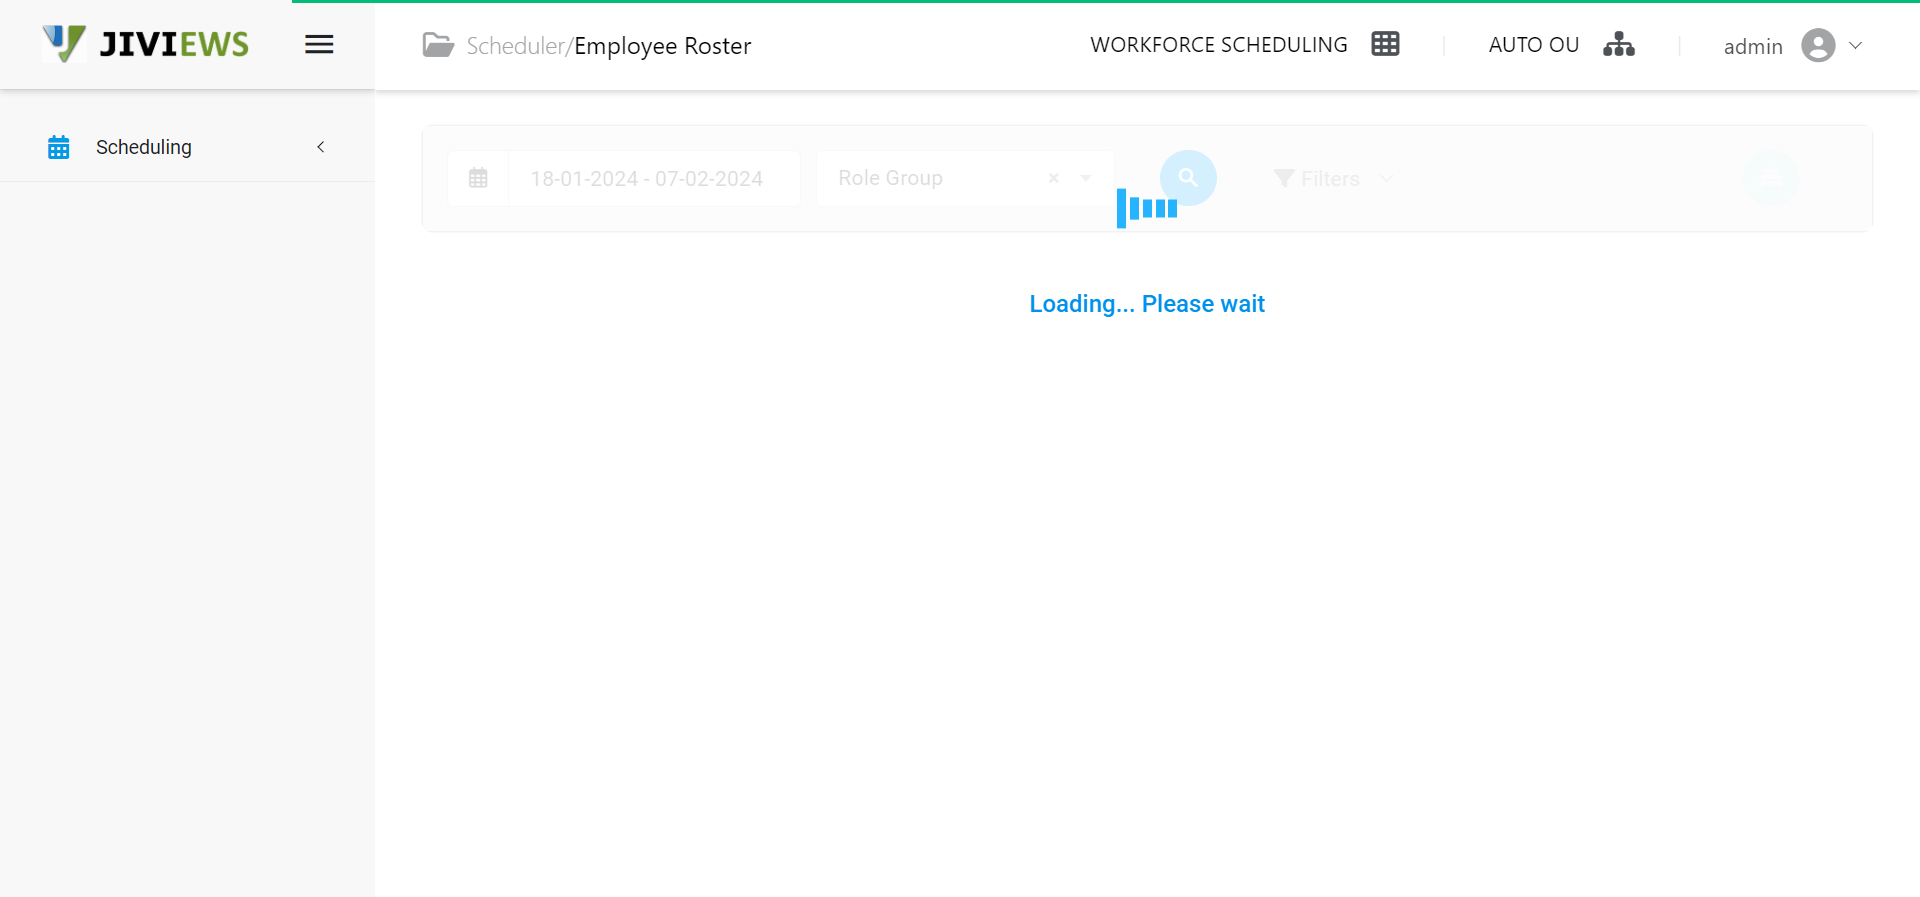 JIVIEWS
Scheduler/Employee Roster
WORKFORCE SCHEDULING
AUTO OU
admin
Scheduling
18-01-2024 - 07-02-2024
Role Group
Filters
Loading... Please wait